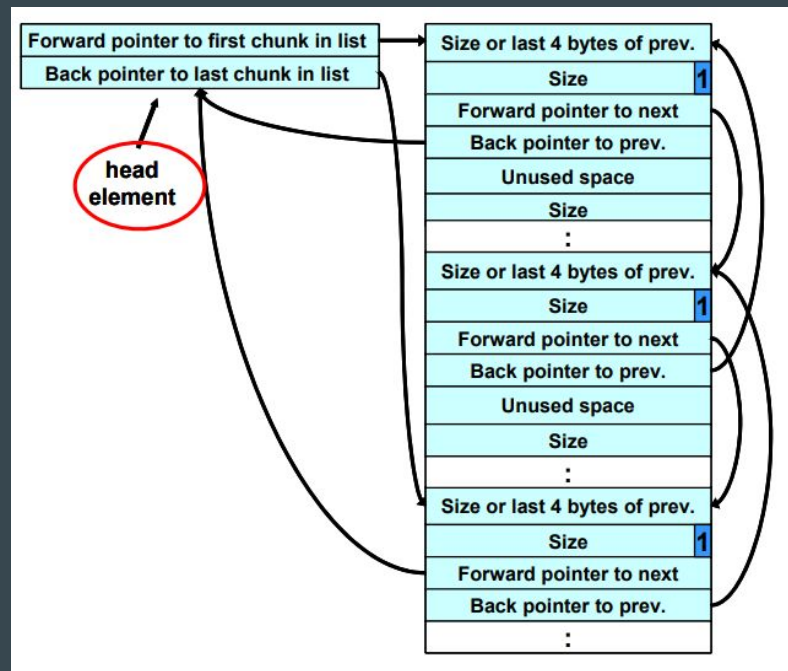 Forward pointer to first chunk in list
Back pointer to last chunk in list
head
element
Size or last 4 bytes of prev.
Size 1
Forward pointer to next
Back pointer to prev.
Unused space
Size
:
Size or last 4 bytes of prev.
Size 1
Forward pointer to next
Back pointer to prev.
Unused space
Size
:
Size or last 4 bytes of prev.
Size 1
Forward pointer to next
Back pointer to prev.
: